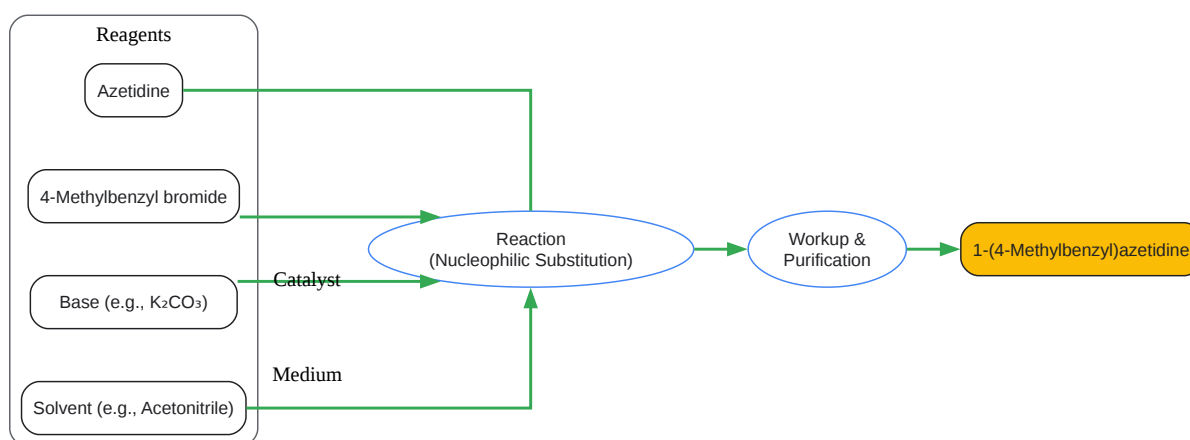 Reagents
Azetidine
4-Methylbenzyl bromide
Base (e.g., K₂CO₃)
Solvent (e.g., Acetonitrile)
Catalyst
Medium
Reaction
(Nucleophilic Substitution)
Workup &
Purification
1-(4-Methylbenzyl)azetidine